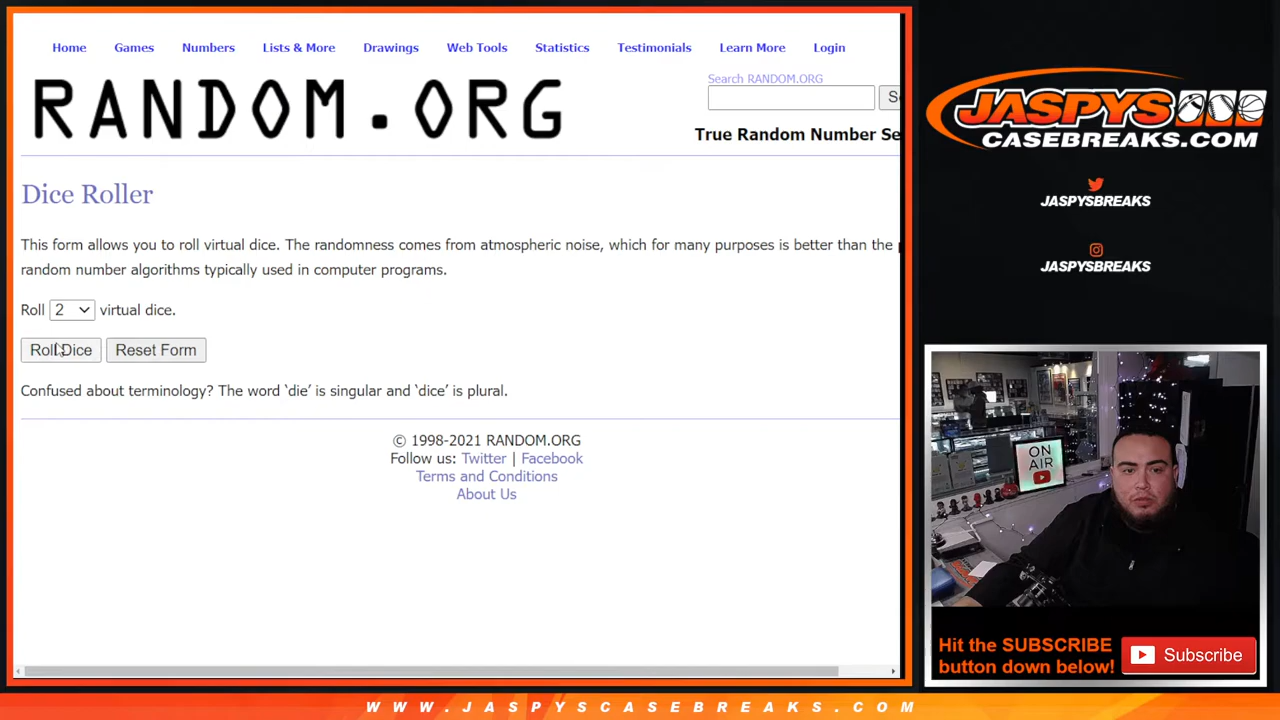 Home Games Numbers Lists & More Drawings Web Tools Statistics Testimonials Learn More Login
RANDOM.ORG
Search RANDOM.ORG
True Random Number Se
Dice Roller
This form allows you to roll virtual dice. The randomness comes from atmospheric noise, which for many purposes is better than the
random number algorithms typically used in computer programs.
Roll 2 virtual dice.
Roll Dice Reset Form
Confused about terminology? The word ‘die’ is singular and ‘dice’ is plural.
© 1998-2021 RANDOM.ORG
Follow us: Twitter | Facebook
Terms and Conditions
About Us
JASPYS
CASEBREAKS.COM
JASPYSBREAKS
JASPYSBREAKS
ON
AIR
Hit the SUBSCRIBE
button down below!
Subscribe
WWW.JASPYSCASEBREAKS.COM